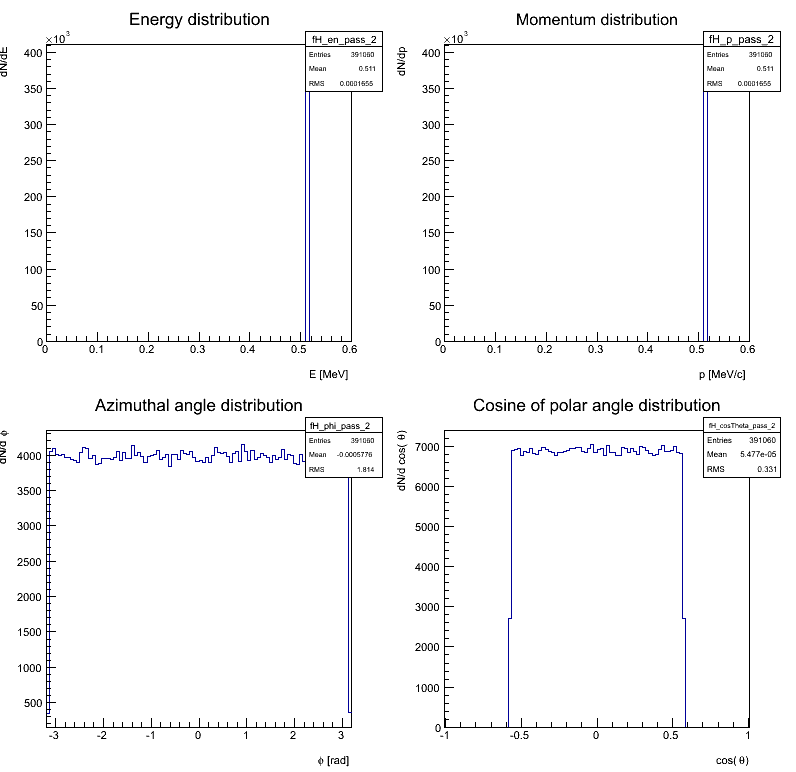 Energy distribution
dN/dE
×10³
400
350
300
250
200
150
100
50
0
0 0.1 0.2 0.3 0.4 0.5 0.6
E [MeV]
fH_en_pass_2
Entries 391060
Mean 0.511
RMS 0.0001655
Momentum distribution
dN/dp
×10³
400
350
300
250
200
150
100
50
0
0 0.1 0.2 0.3 0.4 0.5 0.6
p [MeV/c]
fH_p_pass_2
Entries 391060
Mean 0.511
RMS 0.0001655
Azimuthal angle distribution
dN/d ϕ
4000
3500
3000
2500
2000
1500
1000
500
-3 -2 -1 0 1 2 3
ϕ [rad]
fH_phi_pass_2
Entries 391060
Mean -0.0005776
RMS 1.814
Cosine of polar angle distribution
dN/d cos( θ)
7000
6000
5000
4000
3000
2000
1000
0
-1 -0.5 0 0.5 1
cos( θ)
fH_cosTheta_pass_2
Entries 391060
Mean 5.477e-05
RMS 0.331